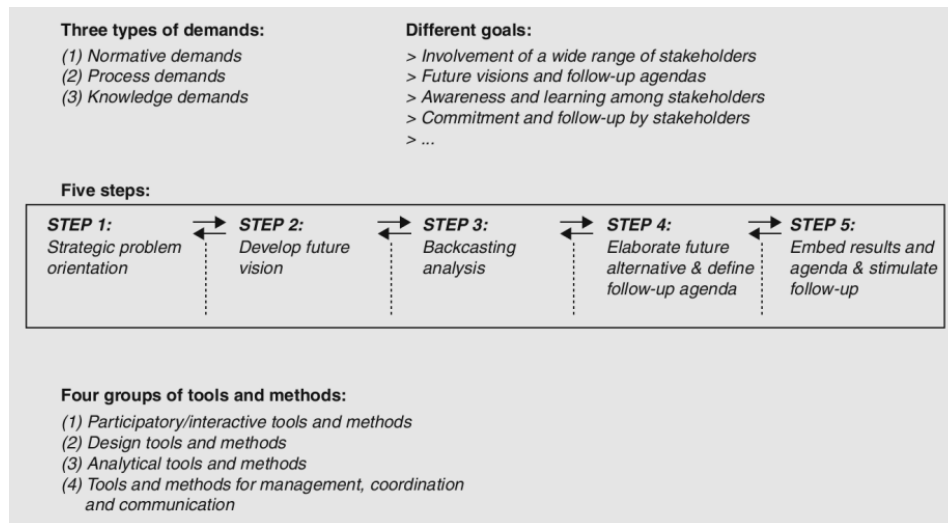 Three types of demands:
(1) Normative demands
(2) Process demands
(3) Knowledge demands
Different goals:
> Involvement of a wide range of stakeholders
> Future visions and follow-up agendas
> Awareness and learning among stakeholders
> Commitment and follow-up by stakeholders
> ...
Five steps:
STEP 1:
Strategic problem
orientation
STEP 2:
Develop future
vision
STEP 3:
Backcasting
analysis
STEP 4:
Elaborate future
alternative & define
follow-up agenda
STEP 5:
Embed results and
agenda & stimulate
follow-up
Four groups of tools and methods:
(1) Participatory/interactive tools and methods
(2) Design tools and methods
(3) Analytical tools and methods
(4) Tools and methods for management, coordination
and communication